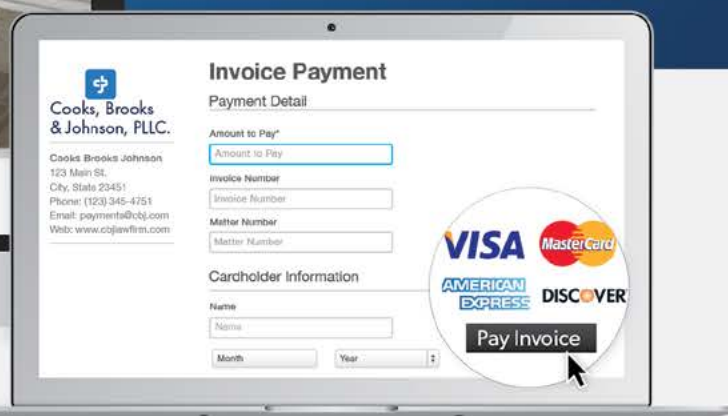 Invoice Payment
Payment Detail
Cooks, Brooks
& Johnson, PLLC.
Cooks Brooks Johnson
123 Main St.
City, State 23451
Phone: (123) 345-4751
Email: payments@cbj.com
Web: www.cbjlawfirm.com
Amount to Pay*
Amount to Pay
Invoice Number
Invoice Number
Matter Number
Matter Number
Cardholder Information
Name
Name
Month
Year
VISA
MasterCard
AMERICAN
EXPRESS
DISCOVER
Pay Invoice